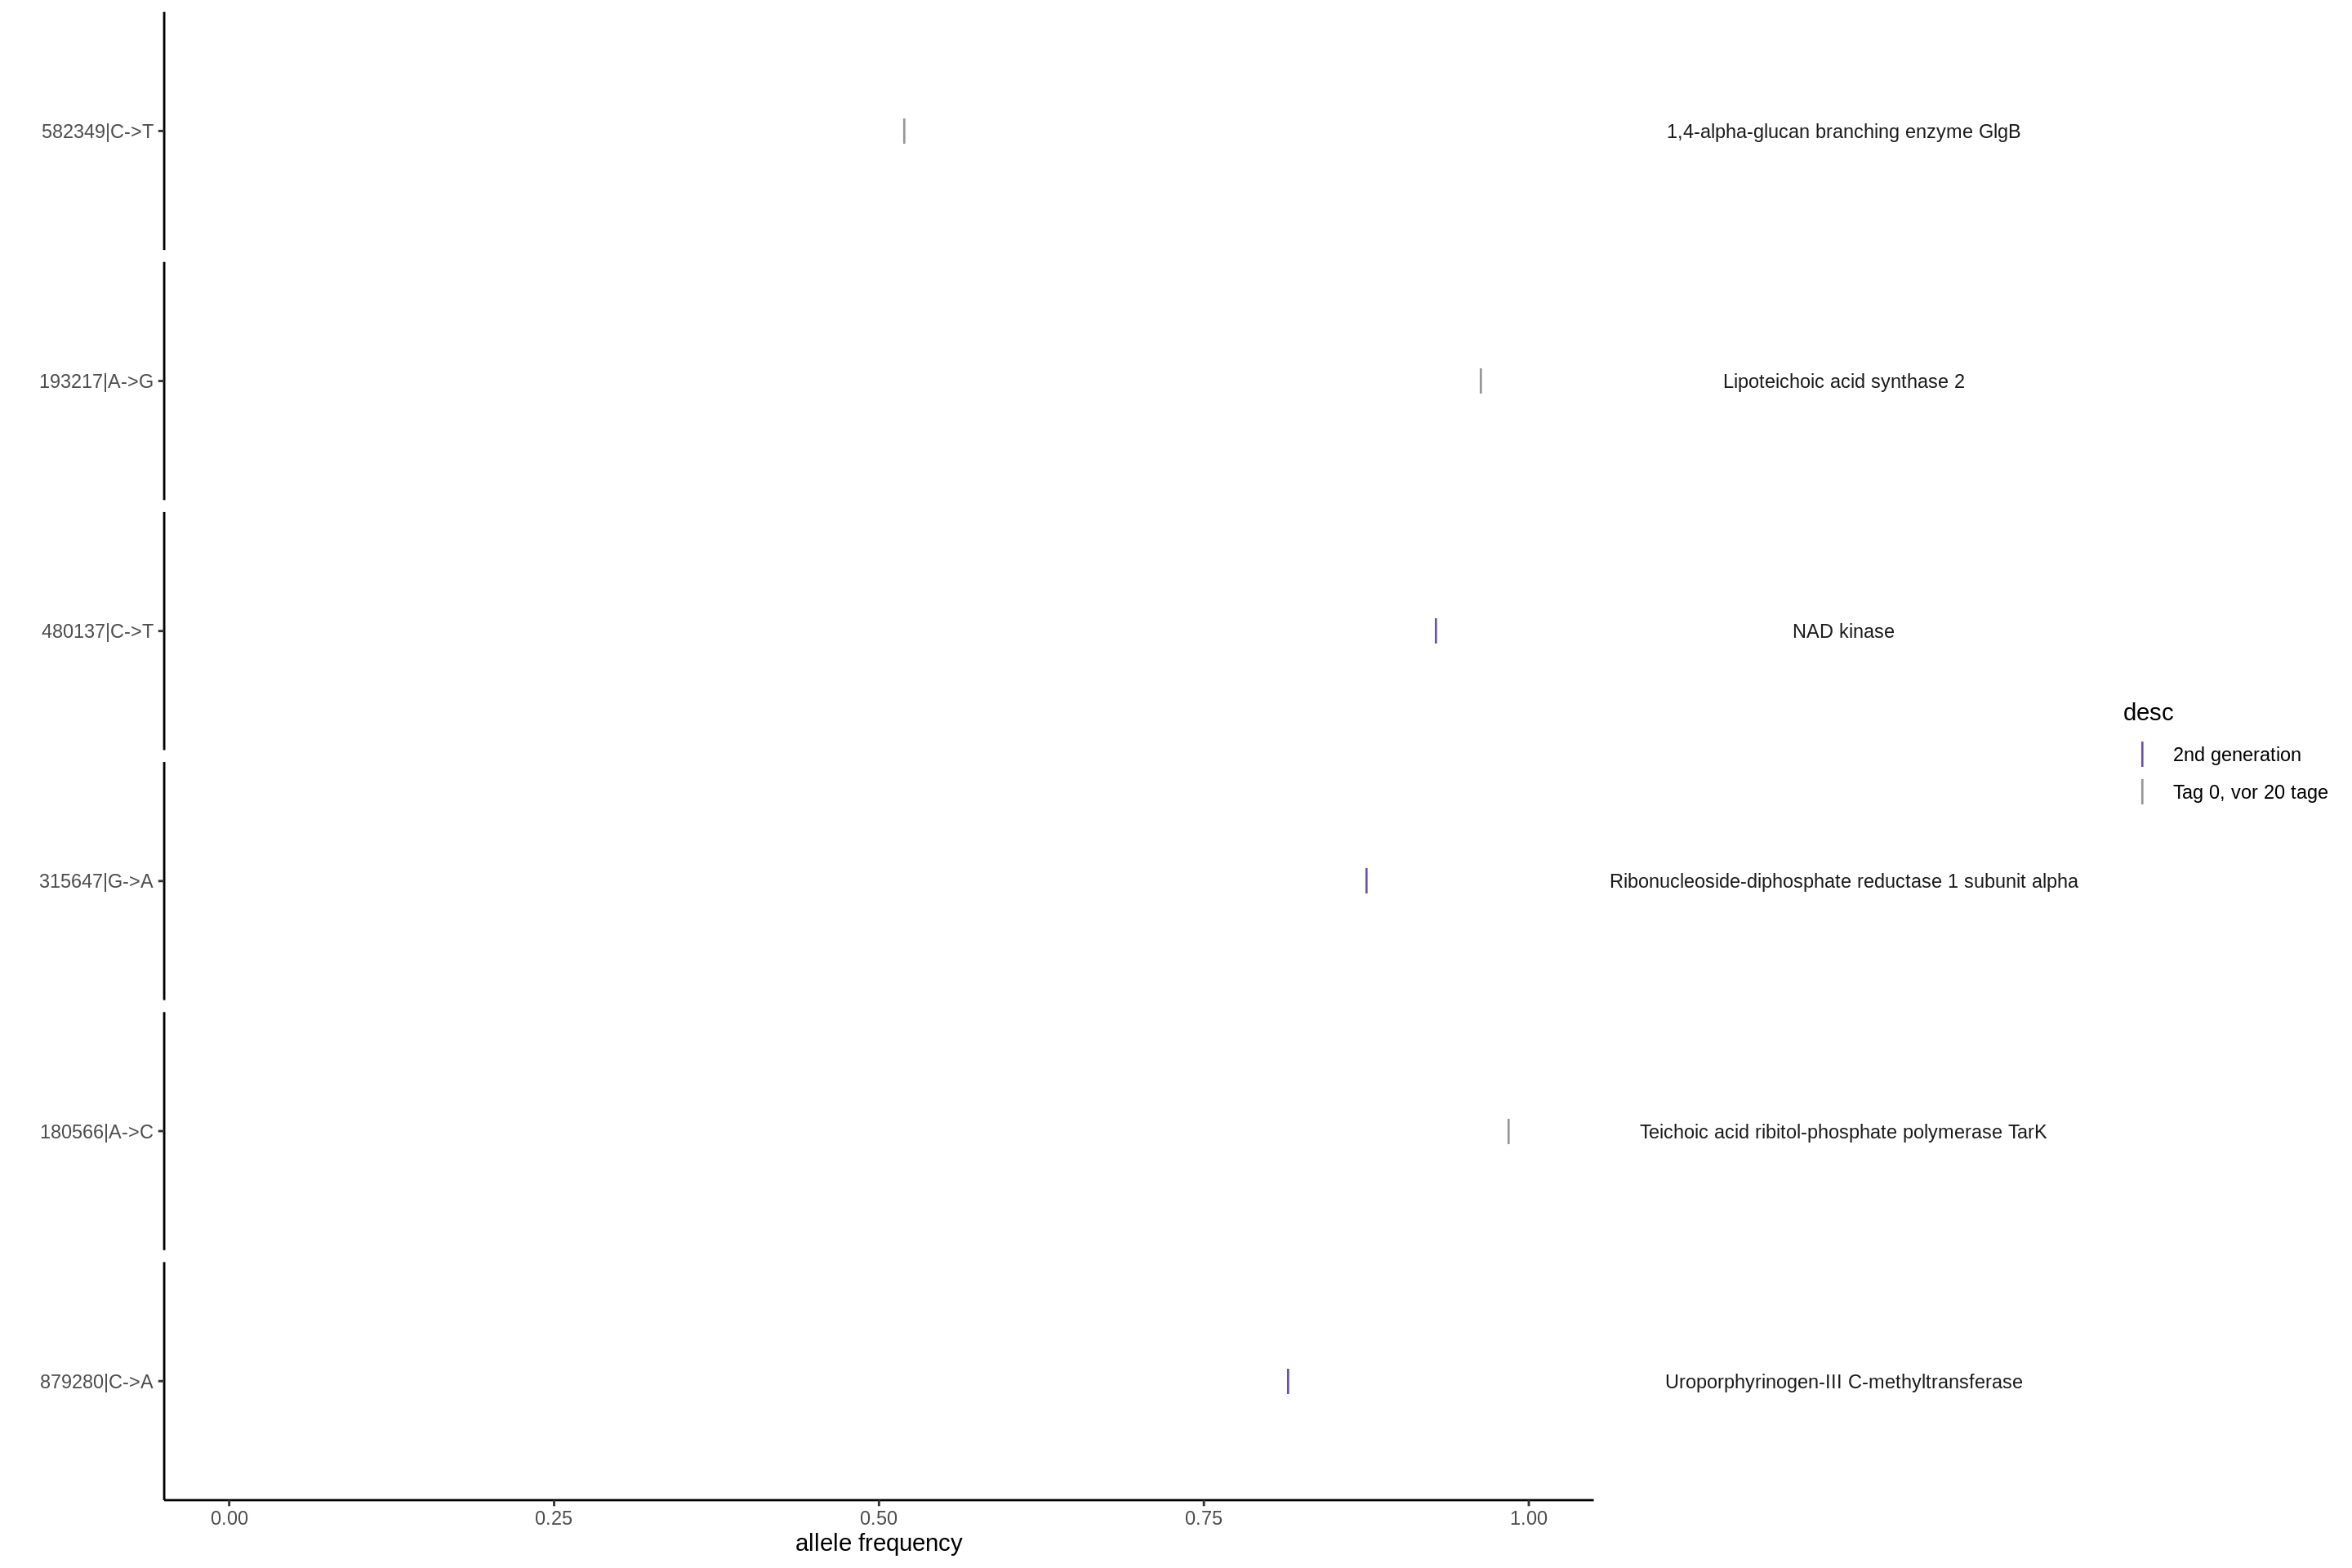 582349|C->T
1,4-alpha-glucan branching enzyme GlgB
193217|A->G
Lipoteichoic acid synthase 2
480137|C->T
NAD kinase
desc
2nd generation
Tag 0, vor 20 tage
315647|G->A
Ribonucleoside-diphosphate reductase 1 subunit alpha
180566|A->C
Teichoic acid ribitol-phosphate polymerase TarK
879280|C->A
Uroporphyrinogen-III C-methyltransferase
0.00 0.25 0.50 0.75 1.00
allele frequency